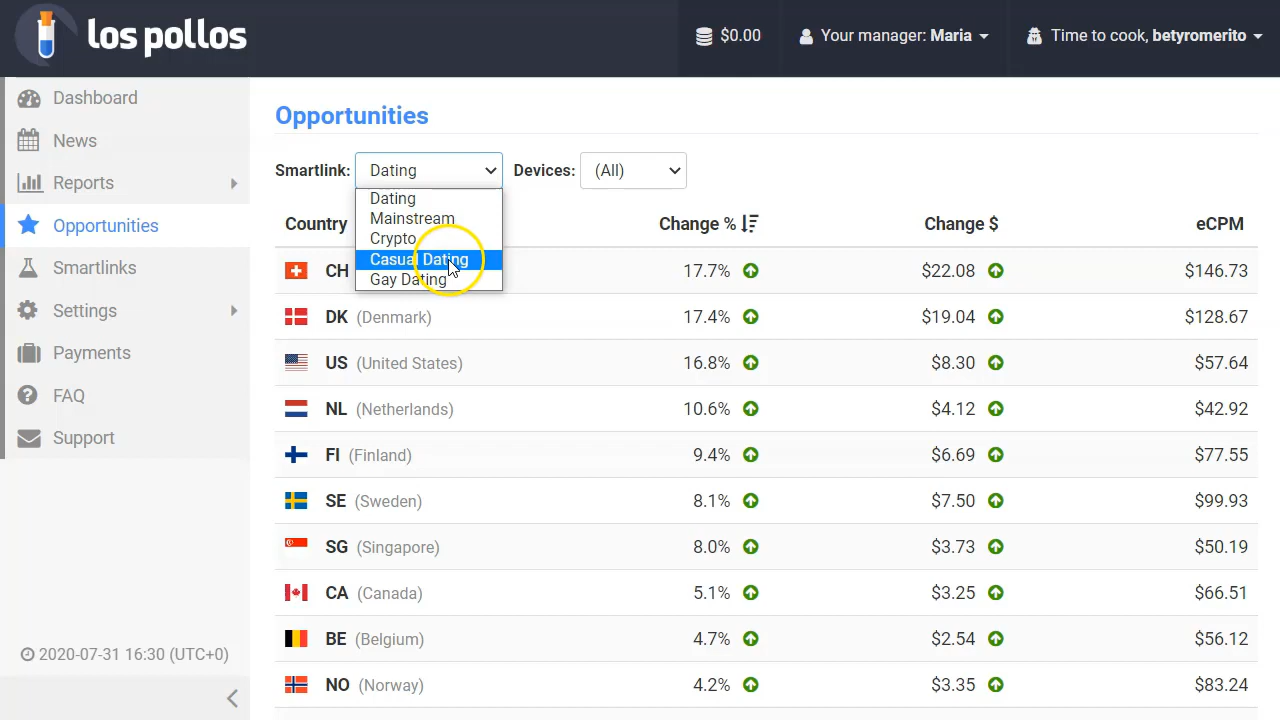 los pollos
$0.00
Your manager: Maria
Time to cook, betyromerito
Dashboard
News
Reports
Opportunities
Smartlinks
Settings
Payments
FAQ
Support
2020-07-31 16:30 (UTC+0)
Opportunities
Smartlink: Dating Devices: (All)
Dating
Mainstream
Crypto
Casual Dating
Gay Dating
Country Change % Change $ eCPM
CH 17.7% $22.08 $146.73
DK (Denmark) 17.4% $19.04 $128.67
US (United States) 16.8% $8.30 $57.64
NL (Netherlands) 10.6% $4.12 $42.92
FI (Finland) 9.4% $6.69 $77.55
SE (Sweden) 8.1% $7.50 $99.93
SG (Singapore) 8.0% $3.73 $50.19
CA (Canada) 5.1% $3.25 $66.51
BE (Belgium) 4.7% $2.54 $56.12
NO (Norway) 4.2% $3.35 $83.24